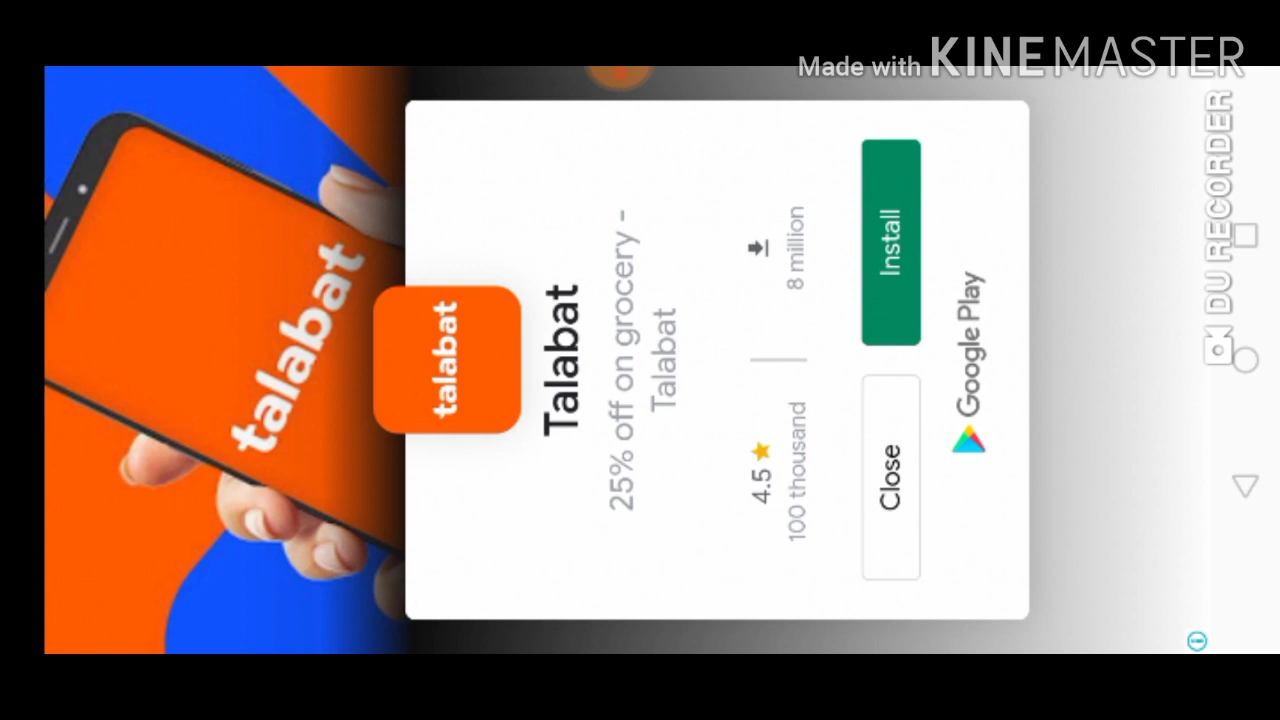 Made with KINEMASTER
DU RECORDER
talabat
talabat
Talabat
25% off on grocery -
Talabat
4.5
100 thousand
8 million
Close
Install
Google Play